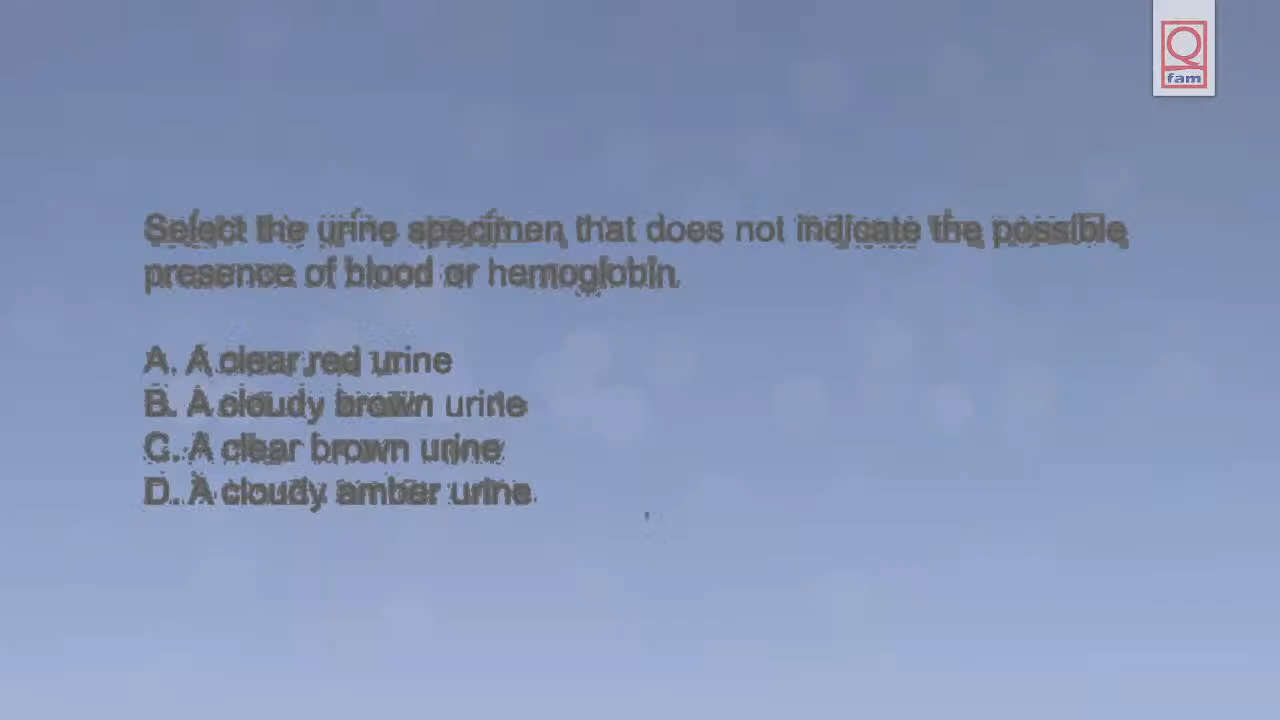 Q
fam
Select the urine specimen that does not indicate the possible
presence of blood or hemoglobin.
A. A clear red urine
B. A cloudy brown urine
C. A clear brown urine
D. A cloudy amber urine